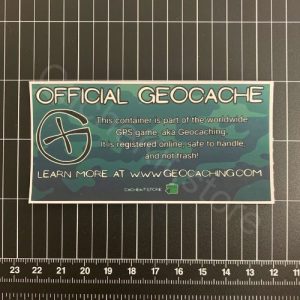 OFFICIAL GEOCACHE
This container is part of the worldwide
GPS game, aka Geocaching.
It is registered online, safe to handle,
and not trash!
LEARN MORE AT WWW.GEOCACHING.COM
23 22 21 20 19 18 17 16 15 14 13 12